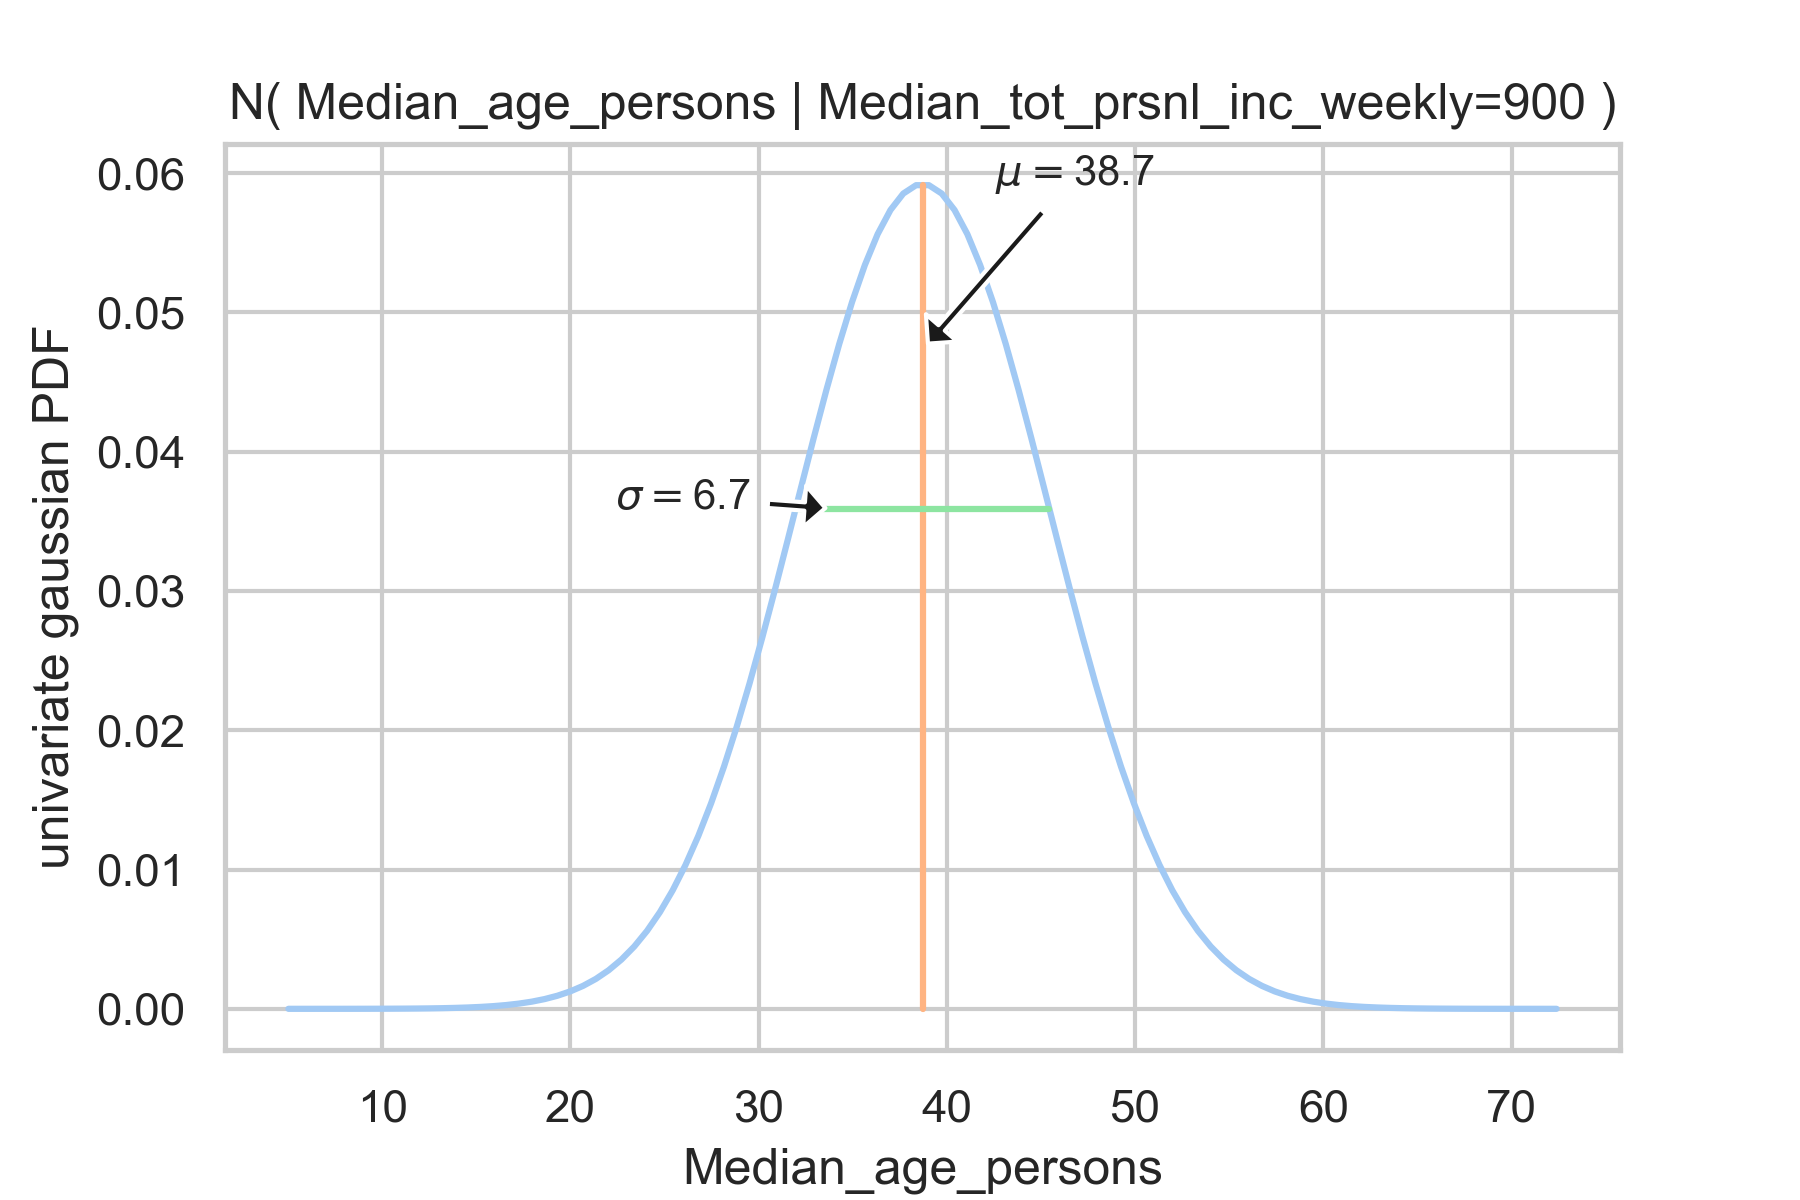 N( Median_age_persons | Median_tot_prsnl_inc_weekly=900 )
μ = 38.7
σ = 6.7
univariate gaussian PDF
0.06
0.05
0.04
0.03
0.02
0.01
0.00
10 20 30 40 50 60 70
Median_age_persons